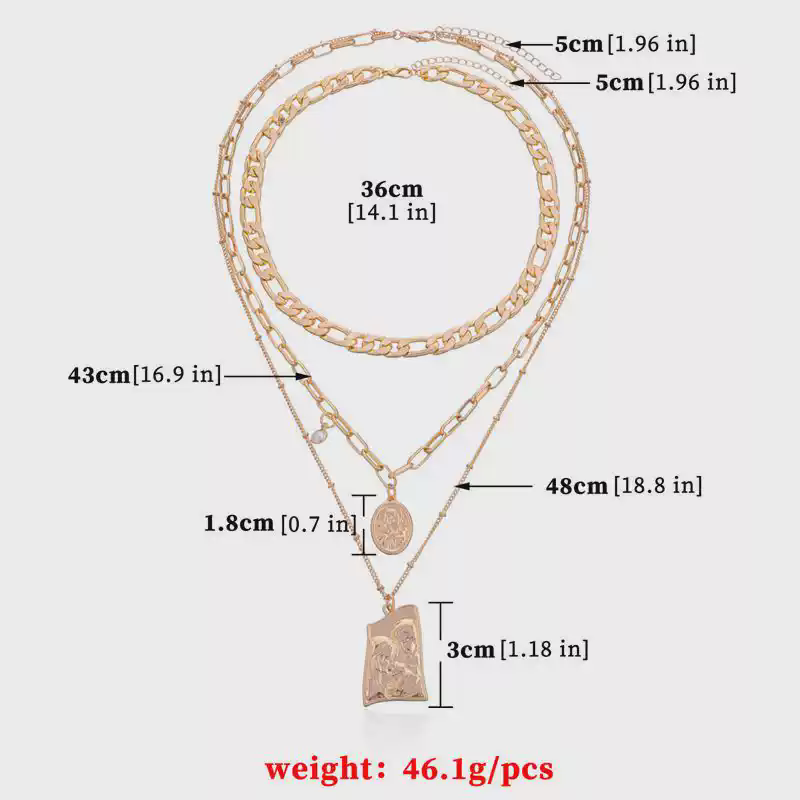 5cm[1.96 in]
5cm[1.96 in]
36cm
[14.1 in]
43cm[16.9 in]
48cm [18.8 in]
1.8cm [0.7 in]
3cm[1.18 in]
weight: 46.1g/pcs